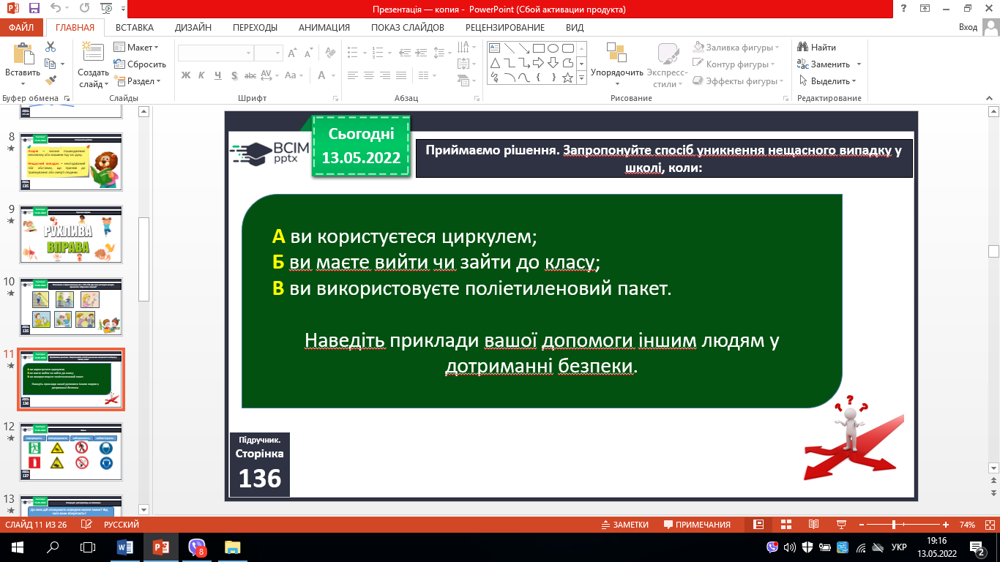 Презентація — копия - PowerPoint (Сбой активации продукта)
ФАЙЛ ГЛАВНАЯ ВСТАВКА ДИЗАЙН ПЕРЕХОДЫ АНИМАЦИЯ ПОКАЗ СЛАЙДОВ РЕЦЕНЗИРОВАНИЕ ВИД Вход
Вставить
Создать слайд
Макет
Сбросить
Раздел
Ж К Ч S abc AV Aa A
Упорядочить
Экспресс-стили
Заливка фигуры
Контур фигуры
Эффекты фигуры
Найти
Заменить
Выделить
Буфер обмена Слайды Шрифт Абзац Рисование Редактирование
8
9
РУХЛИВА
ВПРАВА
10
11
12
13
Сьогодні
13.05.2022
ВСІМ
pptx
Приймаємо рішення. Запропонуйте спосіб уникнення нещасного випадку у
школі, коли:
А ви користуєтеся циркулем;
Б ви маєте вийти чи зайти до класу;
В ви використовуєте поліетиленовий пакет.
Наведіть приклади вашої допомоги іншим людям у
дотриманні безпеки.
Підручник.
Сторінка
136
СЛАЙД 11 ИЗ 26 РУССКИЙ ЗАМЕТКИ ПРИМЕЧАНИЯ 74%
8
УКР
19:16
13.05.2022
2